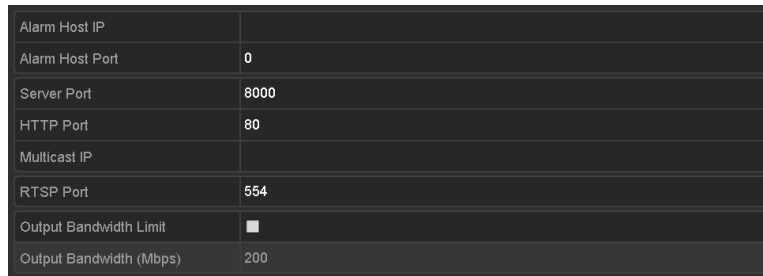 Alarm Host IP
Alarm Host Port 0
Server Port 8000
HTTP Port 80
Multicast IP
RTSP Port 554
Output Bandwidth Limit
Output Bandwidth (Mbps) 200